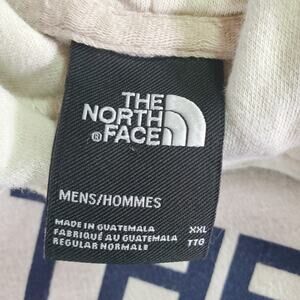 THE
NORTH
FACE
®
MENS/HOMMES
MADE IN GUATEMALA
FABRIQUÉ AU GUATEMALA
REGULAR NORMALE
XXL
TTG